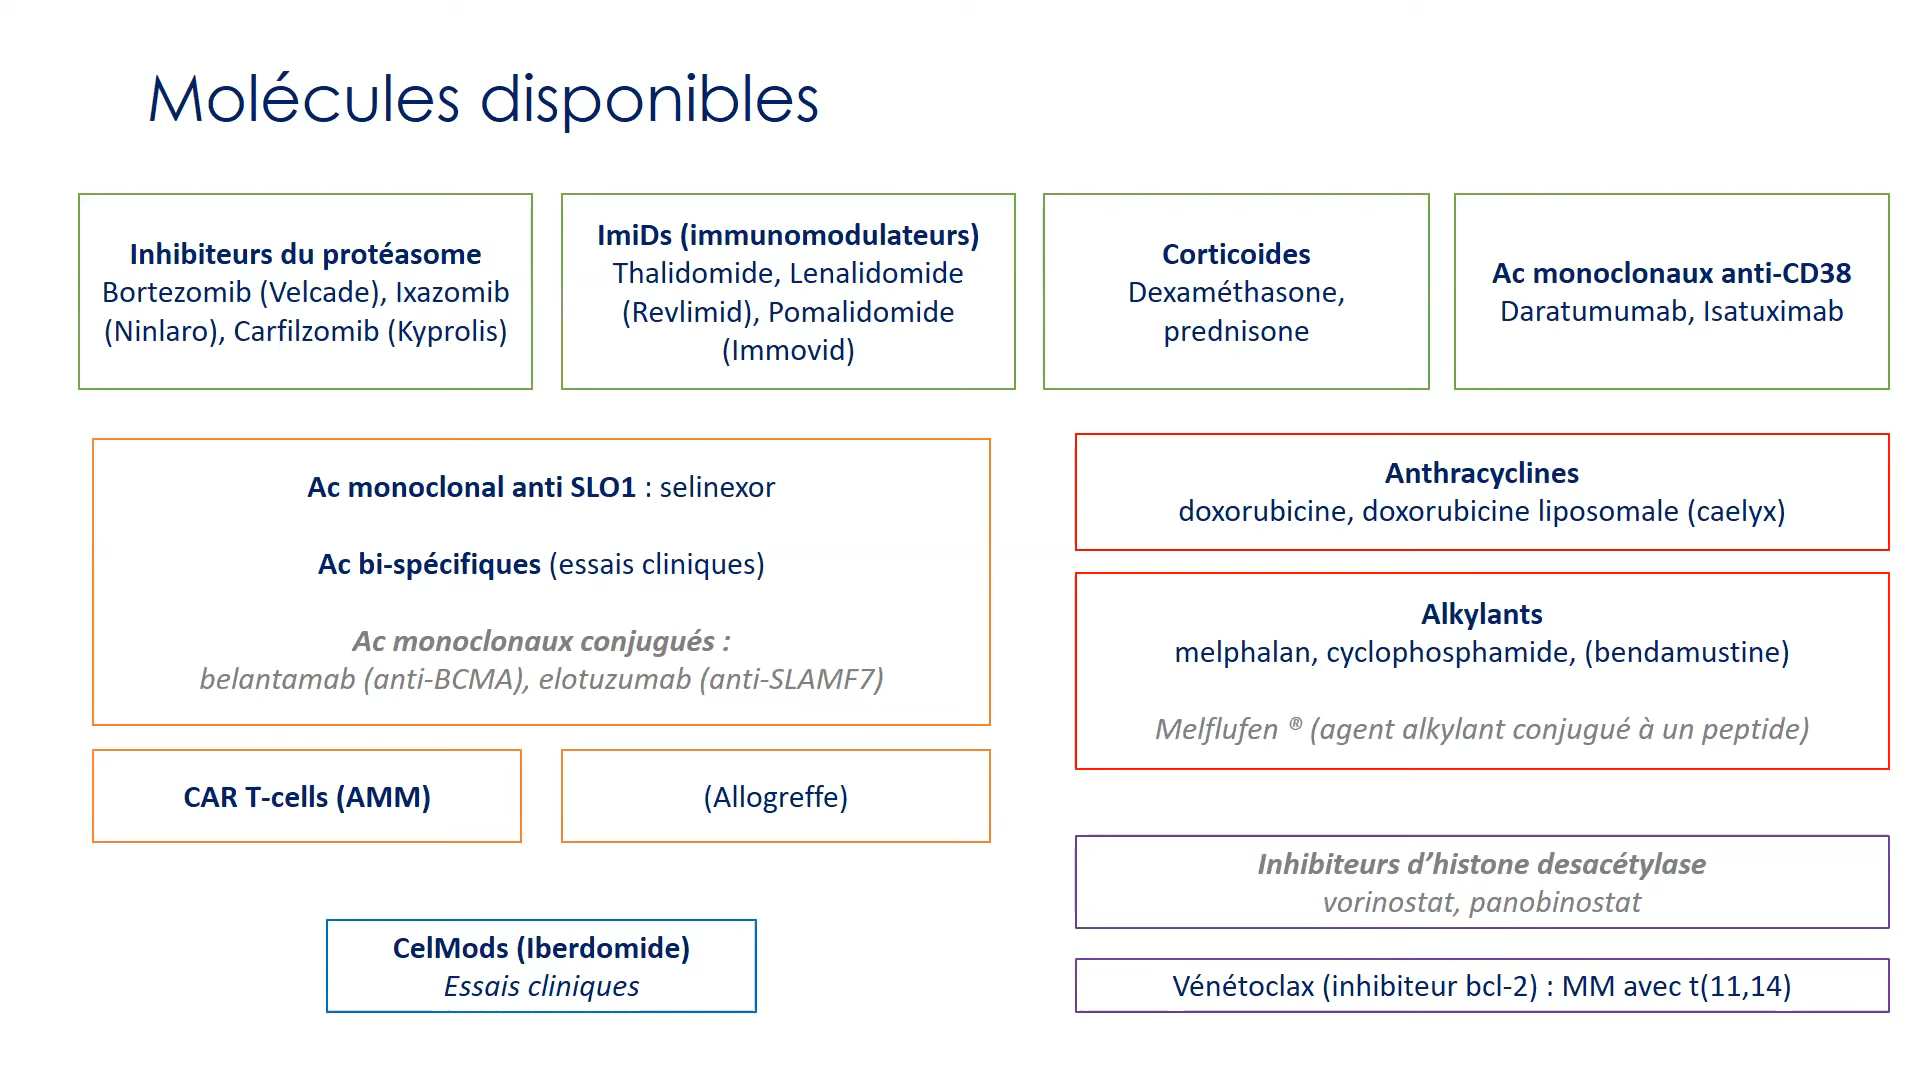 Molécules disponibles
Inhibiteurs du protéasome
Bortezomib (Velcade), Ixazomib
(Ninlaro), Carfilzomib (Kyprolis)
ImiDs (immunomodulateurs)
Thalidomide, Lenalidomide
(Revlimid), Pomalidomide
(Immovid)
Corticoides
Dexaméthasone,
prednisone
Ac monoclonaux anti-CD38
Daratumumab, Isatuximab
Ac monoclonal anti SLO1 : selinexor
Ac bi-spécifiques (essais cliniques)
Ac monoclonaux conjugués :
belantamab (anti-BCMA), elotuzumab (anti-SLAMF7)
CAR T-cells (AMM)
(Allogreffe)
CelMods (Iberdomide)
Essais cliniques
Anthracyclines
doxorubicine, doxorubicine liposomale (caelyx)
Alkylants
melphalan, cyclophosphamide, (bendamustine)
Melflufen ® (agent alkylant conjugué à un peptide)
Inhibiteurs d’histone desacétylase
vorinostat, panobinostat
Vénétoclax (inhibiteur bcl-2) : MM avec t(11,14)